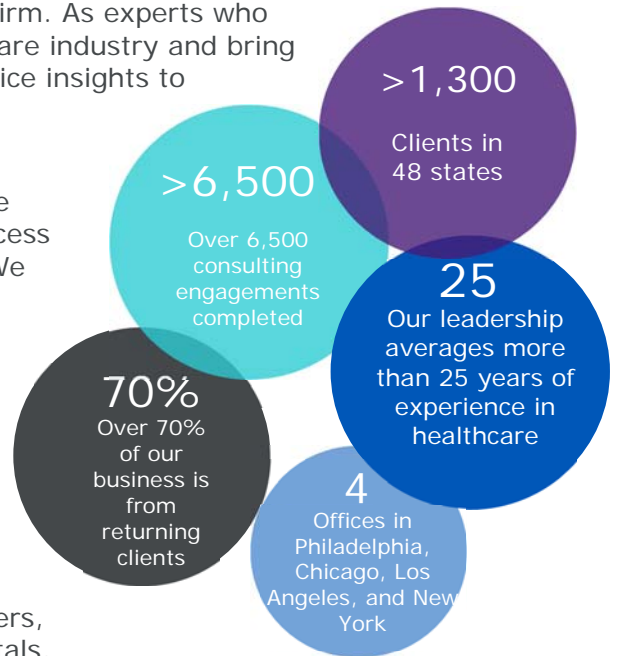 irm. As experts who
are industry and bring
ice insights to
cess
We
ers,
tals
>1,300
Clients in
48 states
>6,500
Over 6,500
consulting
engagements
completed
25
Our leadership
averages more
than 25 years of
experience in
healthcare
70%
Over 70%
of our
business is
from
returning
clients
4
Offices in
Philadelphia,
Chicago, Los
Angeles, and New
York